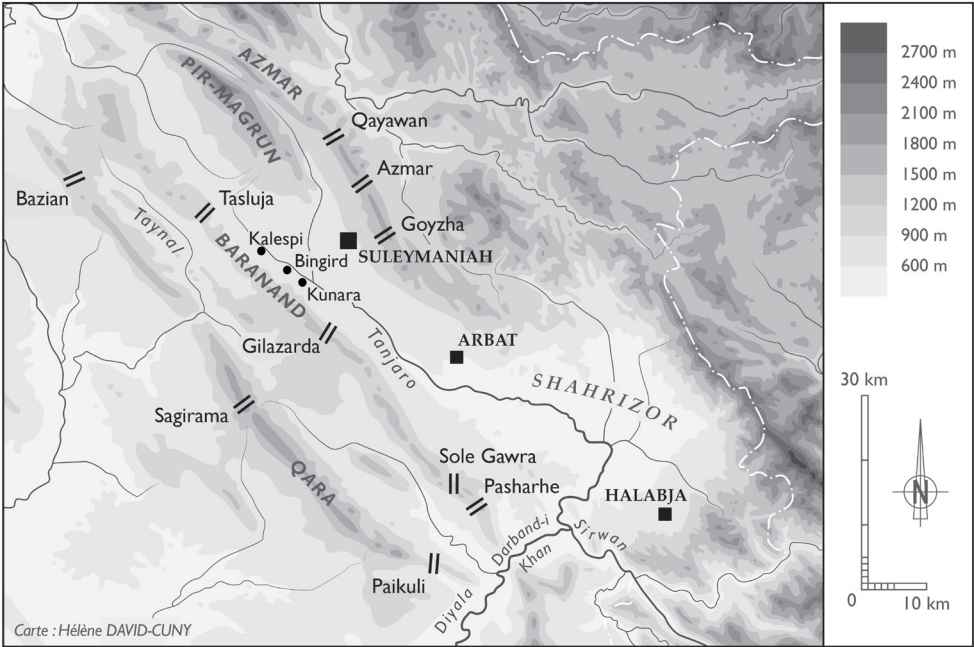 AZMAR
PIR-MAGRUN
Qayawan
Azmar
Bazian
Tasluja
Taynal
Goyzha
Kalespi
SULEYMANIAH
Bingird
BARANAND
Kunara
Gilazarda
Tanjaro
ARBAT
SHAHRIZOR
Sagirama
QARA
Sole Gawra
Pasharhe
HALABJA
Darband-i
Khan
Sirwan
Paikuli
Diyala
Carte : Hélène DAVID-CUNY
2700 m
2400 m
2100 m
1800 m
1500 m
1200 m
900 m
600 m
30 km
N
0
10 km